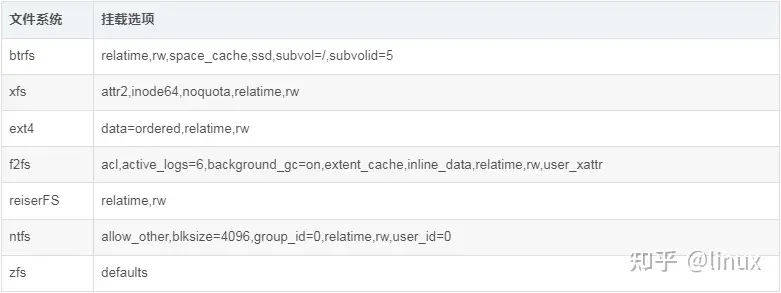 文件系统 挂载选项
btrfs relatime,rw,space_cache,ssd,subvol=/,subvolid=5
xfs attr2,inode64,noquota,relatime,rw
ext4 data=ordered,relatime,rw
f2fs acl,active_logs=6,background_gc=on,extent_cache,inline_data,relatime,rw,user_xattr
reiserFS relatime,rw
ntfs allow_other,blksize=4096,group_id=0,relatime,rw,user_id=0
zfs defaults
知乎 @linux